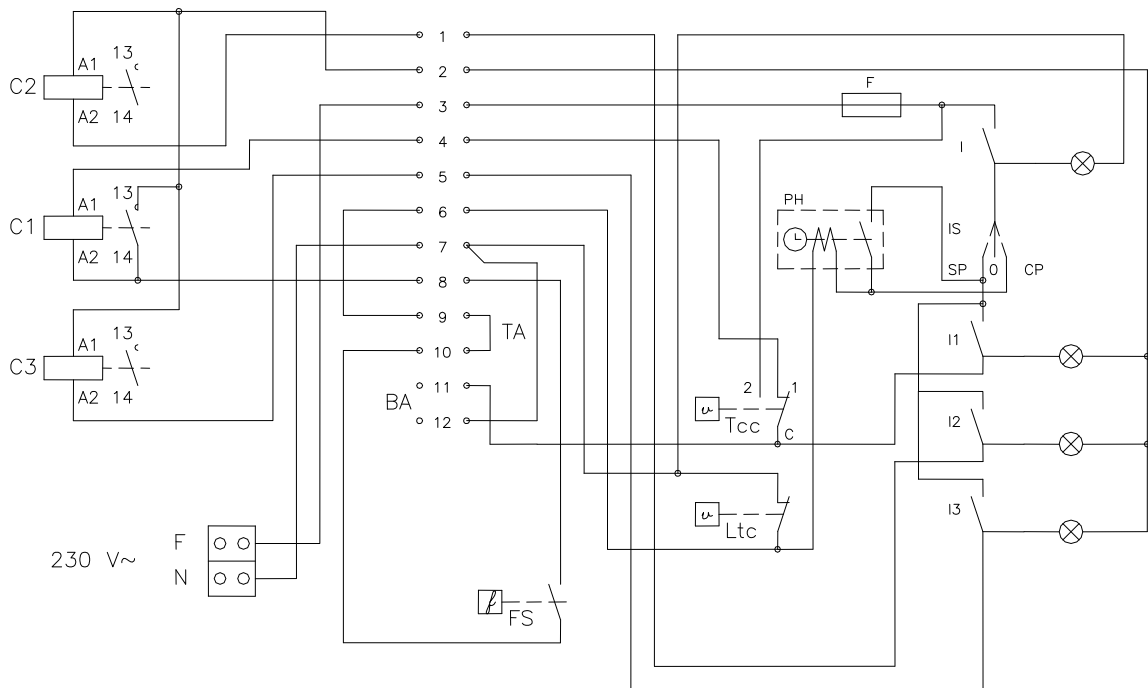 C2
A1
13
A2
14
C1
A1
13
A2
14
C3
A1
13
A2
14
1
2
3
4
5
6
7
8
9
10
11
12
TA
BA
230 V~
F
N
FS
F
I
PH
IS
SP
0
CP
I1
I2
I3
2
1
Tcc
C
Ltc